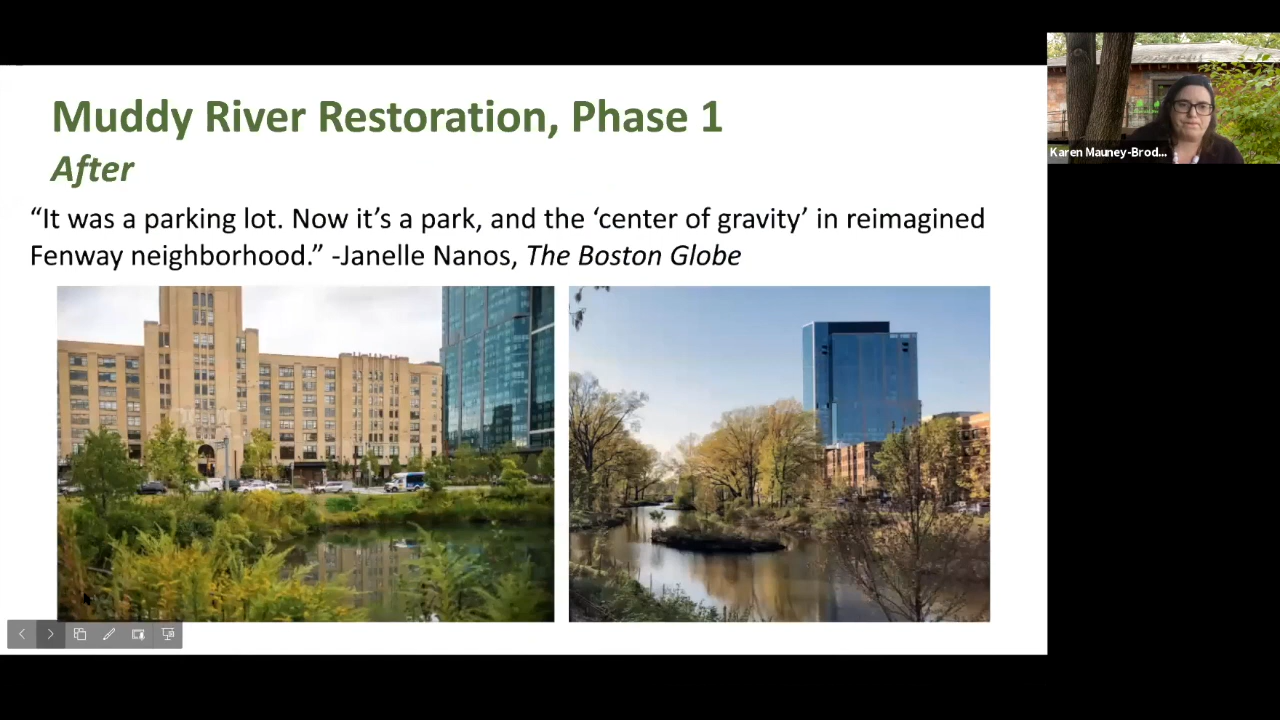 Muddy River Restoration, Phase 1
After
“It was a parking lot. Now it’s a park, and the ‘center of gravity’ in reimagined
Fenway neighborhood.” -Janelle Nanos, The Boston Globe
Karen Mauney-Brod...